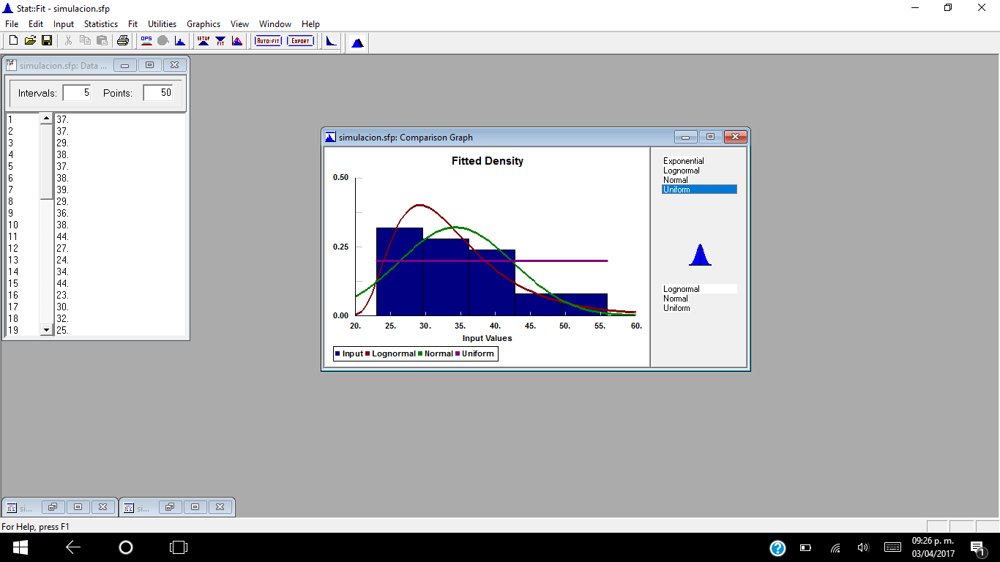 Stat::Fit - simulacion.sfp
File Edit Input Statistics Fit Utilities Graphics View Window Help
OPS SETUP FIT AUTO::FIT EXPORT
simulacion.sfp: Data ...
Intervals: 5 Points: 50
1 37.
2 37.
3 29.
4 38.
5 37.
6 38.
7 39.
8 29.
9 36.
10 38.
11 44.
12 27.
13 24.
14 34.
15 44.
16 23.
17 30.
18 32.
19 25.
simulacion.sfp: Comparison Graph
Fitted Density
0.50
0.25
0.00
20. 25. 30. 35. 40. 45. 50. 55. 60.
Input Values
Input Lognormal Normal Uniform
Exponential
Lognormal
Normal
Uniform
Lognormal
Normal
Uniform
si...
si...
For Help, press F1
09:26 p. m.
03/04/2017
1